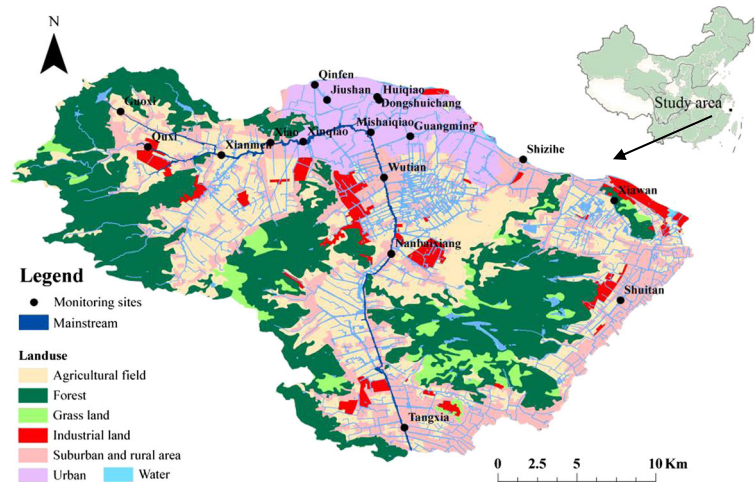 N
Study area
Qinfen
Jiushan
Huiqiao
Dongshuichang
Guoxi
Mishaiqiao
Guangming
Quxi
Xianmen
Xiao
Xinqiao
Shizihe
Wutian
Xiawan
Nanbaixiang
Shuitan
Tangxia
Legend
Monitoring sites
Mainstream
Landuse
Agricultural field
Forest
Grass land
Industrial land
Suburban and rural area
Urban
Water
0 2.5 5 10 Km